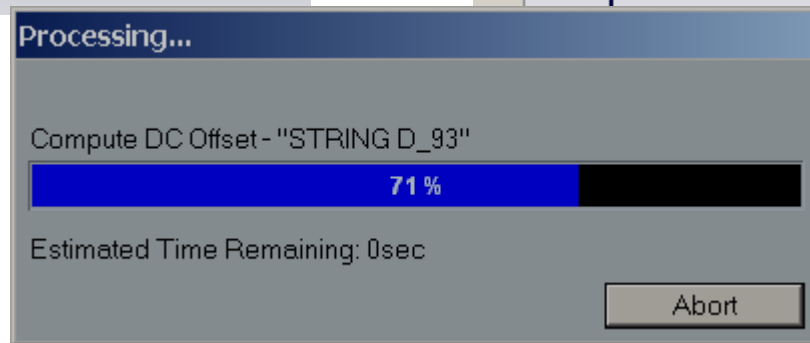 Processing...
Compute DC Offset - "STRING D_93"
71 %
Estimated Time Remaining: 0sec
Abort